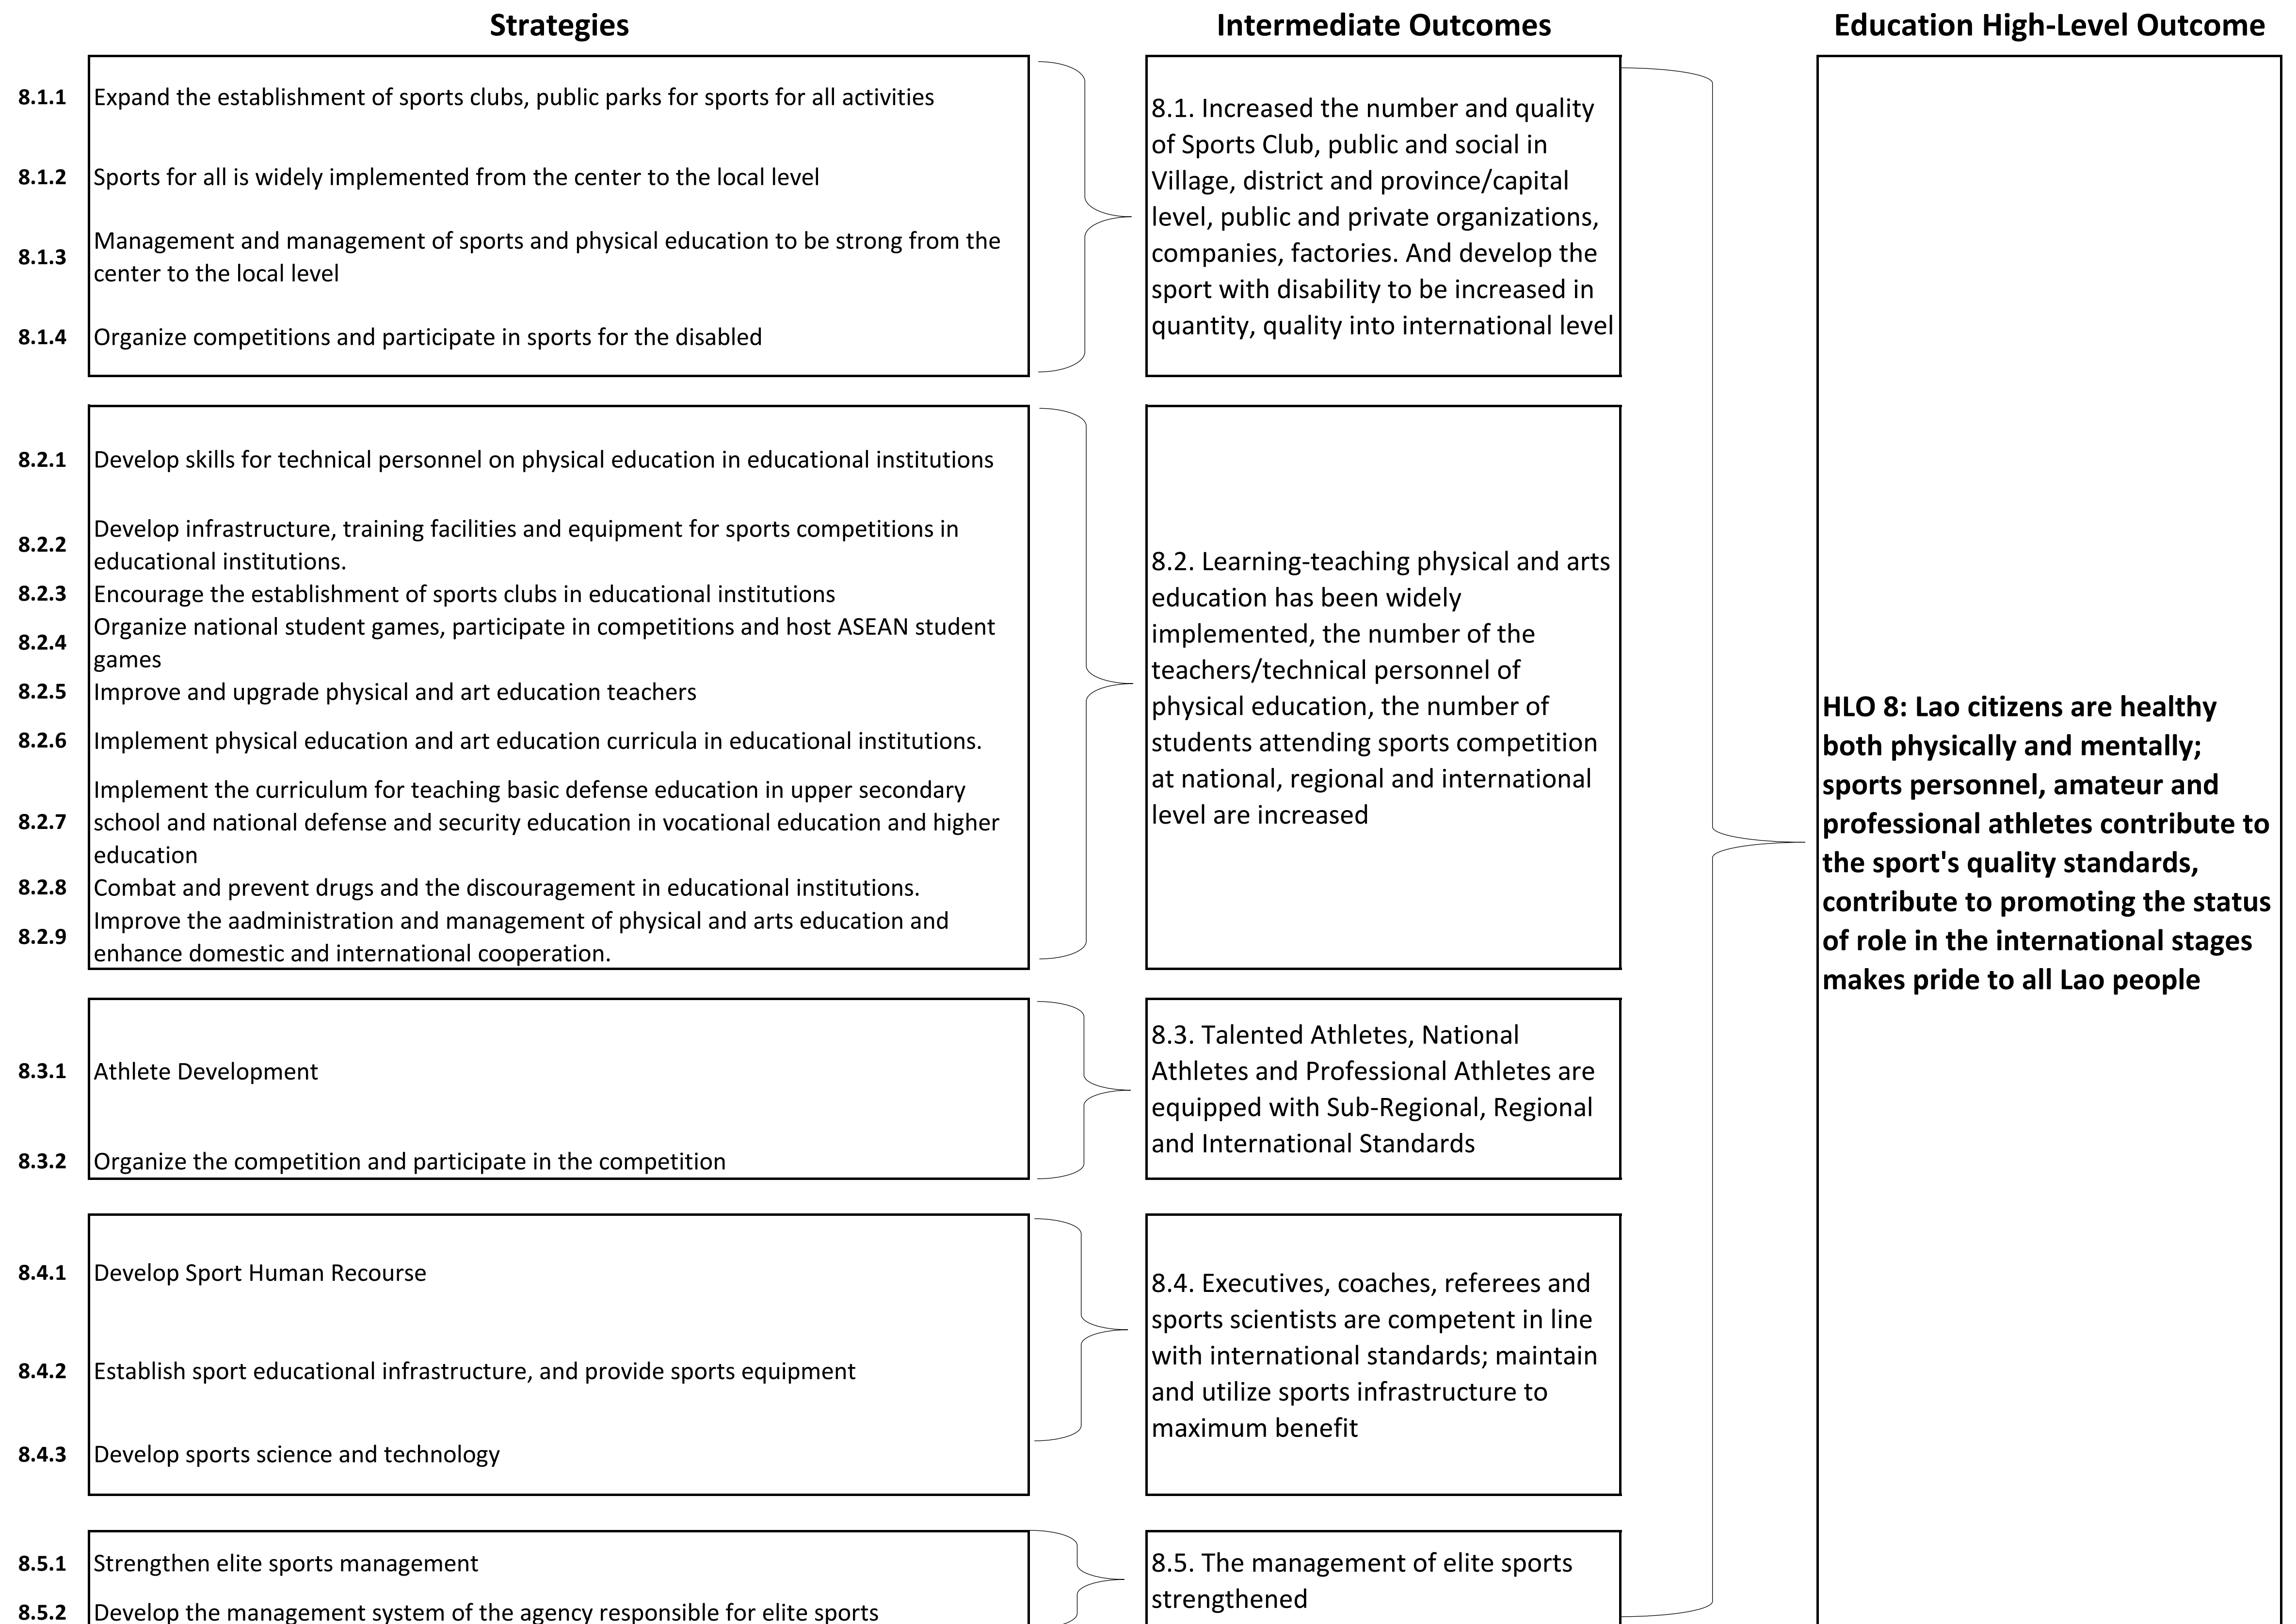 Strategies
Intermediate Outcomes
Education High-Level Outcome
8.1.1 Expand the establishment of sports clubs, public parks for sports for all activities
8.1.2 Sports for all is widely implemented from the center to the local level
8.1.3 Management and management of sports and physical education to be strong from the
center to the local level
8.1.4 Organize competitions and participate in sports for the disabled
8.1. Increased the number and quality
of Sports Club, public and social in
Village, district and province/capital
level, public and private organizations,
companies, factories. And develop the
sport with disability to be increased in
quantity, quality into international level
8.2.1 Develop skills for technical personnel on physical education in educational institutions
8.2.2 Develop infrastructure, training facilities and equipment for sports competitions in
educational institutions.
8.2.3 Encourage the establishment of sports clubs in educational institutions
8.2.4 Organize national student games, participate in competitions and host ASEAN student
games
8.2.5 Improve and upgrade physical and art education teachers
8.2.6 Implement physical education and art education curricula in educational institutions.
8.2.7 Implement the curriculum for teaching basic defense education in upper secondary
school and national defense and security education in vocational education and higher
education
8.2.8 Combat and prevent drugs and the discouragement in educational institutions.
8.2.9 Improve the aadministration and management of physical and arts education and
enhance domestic and international cooperation.
8.2. Learning-teaching physical and arts
education has been widely
implemented, the number of the
teachers/technical personnel of
physical education, the number of
students attending sports competition
at national, regional and international
level are increased
8.3.1 Athlete Development
8.3.2 Organize the competition and participate in the competition
8.3. Talented Athletes, National
Athletes and Professional Athletes are
equipped with Sub-Regional, Regional
and International Standards
8.4.1 Develop Sport Human Recourse
8.4.2 Establish sport educational infrastructure, and provide sports equipment
8.4.3 Develop sports science and technology
8.4. Executives, coaches, referees and
sports scientists are competent in line
with international standards; maintain
and utilize sports infrastructure to
maximum benefit
8.5.1 Strengthen elite sports management
8.5.2 Develop the management system of the agency responsible for elite sports
8.5. The management of elite sports
strengthened
HLO 8: Lao citizens are healthy
both physically and mentally;
sports personnel, amateur and
professional athletes contribute to
the sport's quality standards,
contribute to promoting the status
of role in the international stages
makes pride to all Lao people